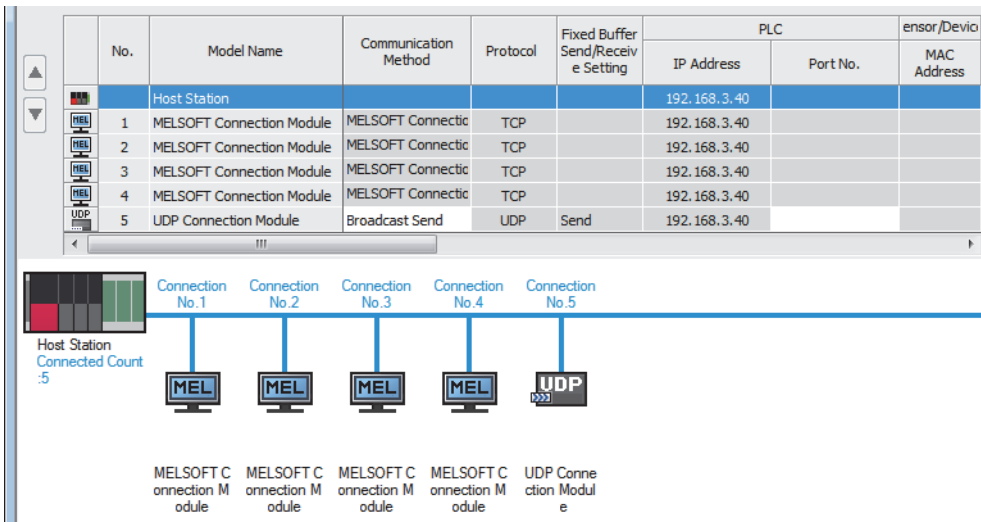 No. Model Name Communication Method Protocol Fixed Buffer Send/Receiv e Setting PLC ensor/Devic
IP Address Port No. MAC Address
Host Station 192.168.3.40
1 MELSOFT Connection Module MELSOFT Connectic TCP 192.168.3.40
2 MELSOFT Connection Module MELSOFT Connectic TCP 192.168.3.40
3 MELSOFT Connection Module MELSOFT Connectic TCP 192.168.3.40
4 MELSOFT Connection Module MELSOFT Connectic TCP 192.168.3.40
UDP 5 UDP Connection Module Broadcast Send UDP Send 192.168.3.40
Connection Connection Connection Connection Connection
No.1 No.2 No.3 No.4 No.5
Host Station
Connected Count
:5
MEL MEL MEL MEL UDP
MELSOFT C MELSOFT C MELSOFT C MELSOFT C UDP Conne
onnection M onnection M onnection M onnection M ction Modul
odule odule odule odule e